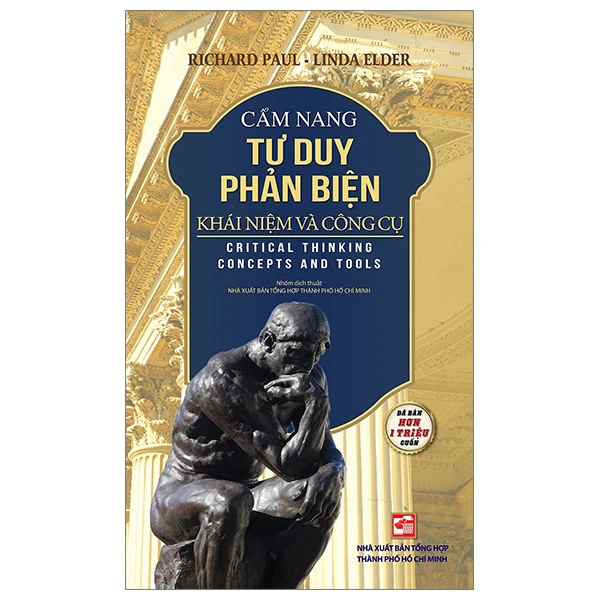 RICHARD PAUL - LINDA ELDER
CẨM NANG
TƯ DUY
PHẢN BIỆN
KHÁI NIỆM VÀ CÔNG CỤ
CRITICAL THINKING
CONCEPTS AND TOOLS
Nhóm dịch thuật
NHÀ XUẤT BẢN TỔNG HỢP THÀNH PHỐ HỒ CHÍ MINH
ĐÃ BÁN
HƠN
1 TRIỆU
CUỐN
NHÀ XUẤT BẢN TỔNG HỢP
THÀNH PHỐ HỒ CHÍ MINH